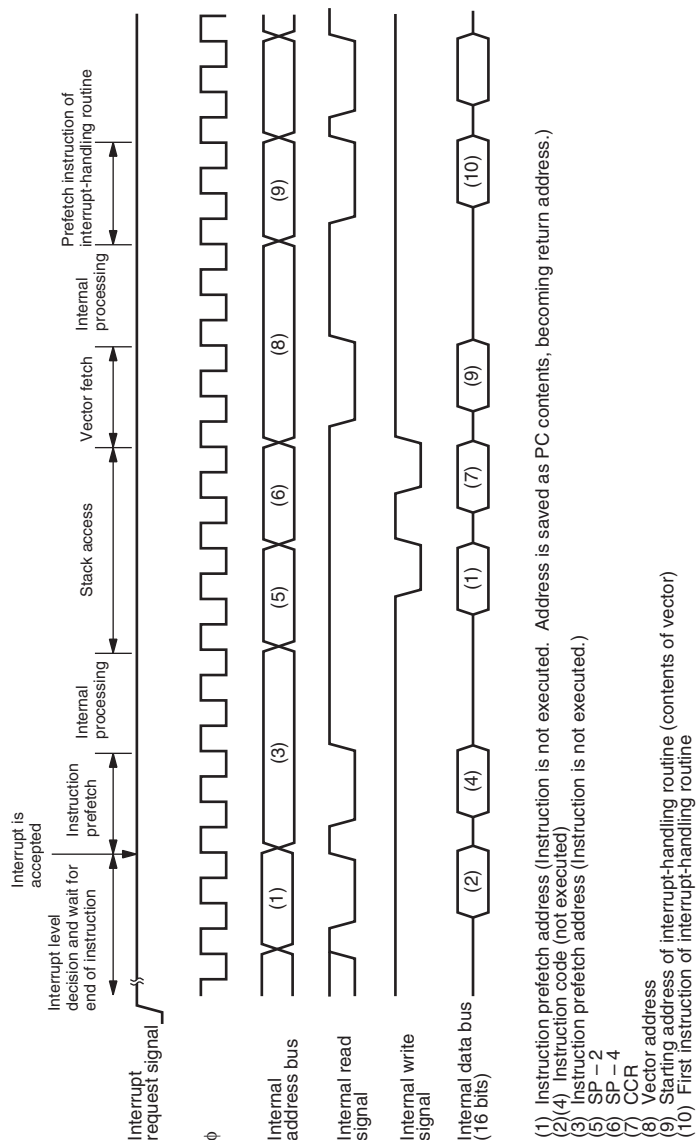 Interrupt is
accepted
Interrupt level
decision and wait for
end of instruction
Instruction
prefetch
Internal
processing
Stack access
Vector fetch
Internal
processing
Prefetch instruction of
interrupt-handling routine
Interrupt
request signal
φ
Internal
address bus
(1)
(3)
(5)
(6)
(8)
(9)
Internal read
signal
Internal write
signal
Internal data bus
(16 bits)
(2)
(4)
(1)
(7)
(9)
(10)
(1) Instruction prefetch address (Instruction is not executed. Address is saved as PC contents, becoming return address.)
(2)(4) Instruction code (not executed)
(3) Instruction prefetch address (Instruction is not executed.)
(5) SP – 2
(6) SP – 4
(7) CCR
(8) Vector address
(9) Starting address of interrupt-handling routine (contents of vector)
(10) First instruction of interrupt-handling routine